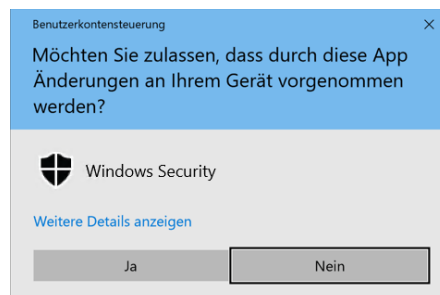 Benutzerkontensteuerung
Möchten Sie zulassen, dass durch diese App
Änderungen an Ihrem Gerät vorgenommen
werden?
Windows Security
Weitere Details anzeigen
Ja
Nein